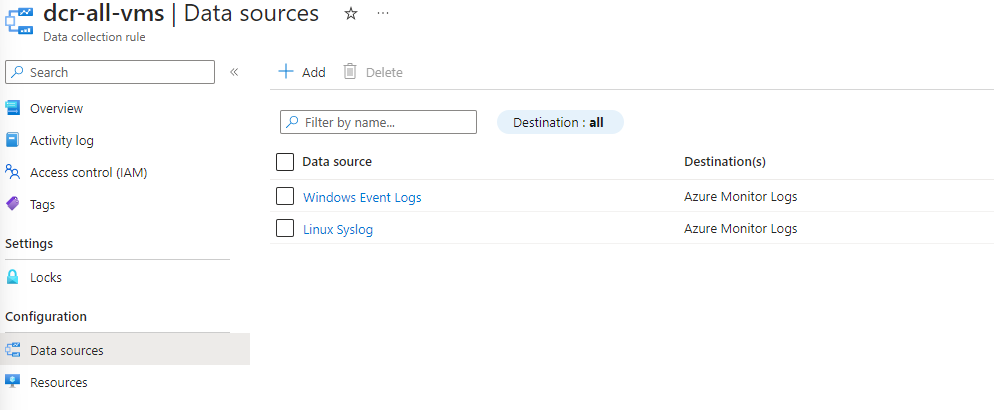 dcr-all-vms | Data sources ☆ ···
Data collection rule
Search «
Overview
Activity log
Access control (IAM)
Tags
Settings
Locks
Configuration
Data sources
Resources
+ Add Delete
Filter by name... Destination : all
Data source Destination(s)
Windows Event Logs Azure Monitor Logs
Linux Syslog Azure Monitor Logs